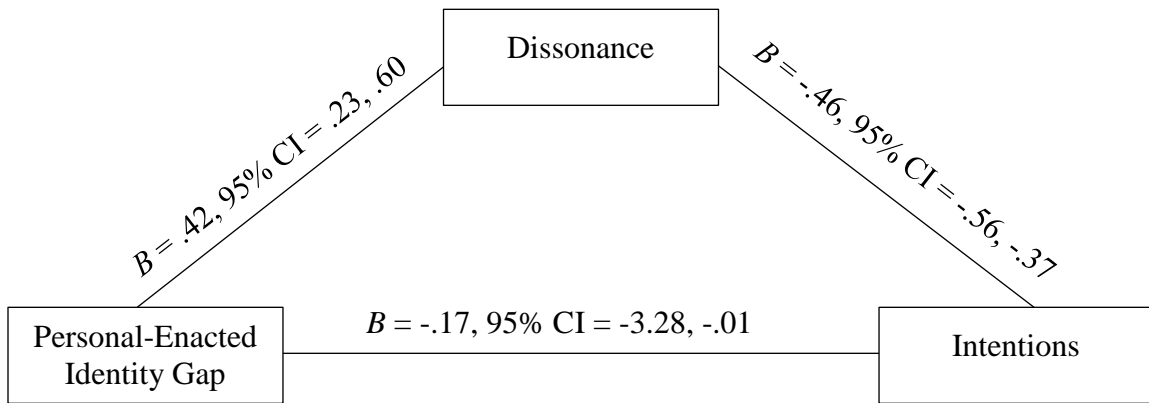 Dissonance
B = .42, 95% CI = .23, .60
B = -.46, 95% CI = -.56, -.37
Personal-Enacted
Identity Gap
B = -.17, 95% CI = -3.28, -.01
Intentions